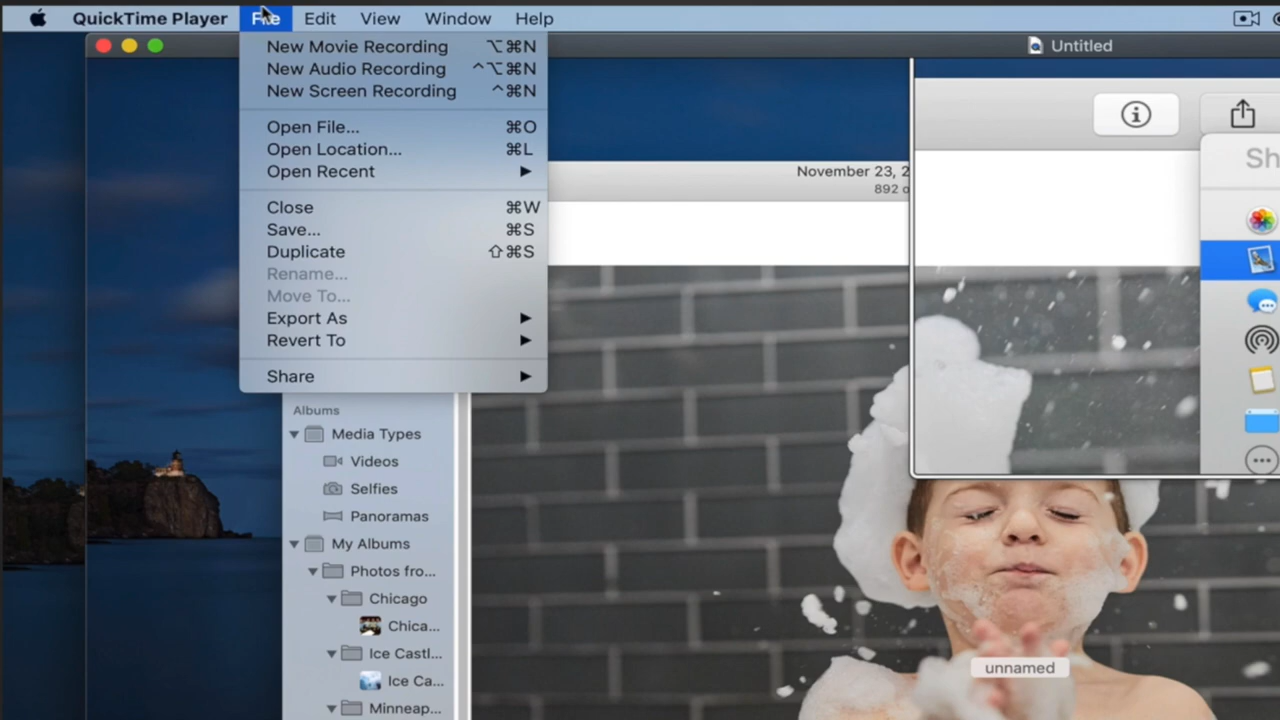 QuickTime Player File Edit View Window Help
Untitled
New Movie Recording ⌥⌘N
New Audio Recording ^⌥⌘N
New Screen Recording ^⌘N
Open File... ⌘O
Open Location... ⌘L
Open Recent ▶
Close ⌘W
Save... ⌘S
Duplicate ⇧⌘S
Rename...
Move To...
Export As ▶
Revert To ▶
Share ▶
November 23, 2
892 o
Sh
Albums
Media Types
Videos
Selfies
Panoramas
My Albums
Photos fro...
Chicago
Chica...
Ice Castl...
Ice Ca...
Minneap...
unnamed